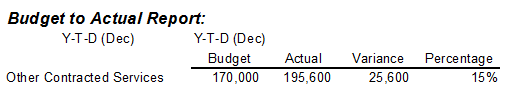 Budget to Actual Report:
Y-T-D (Dec) Y-T-D (Dec)
Budget Actual Variance Percentage
Other Contracted Services 170,000 195,600 25,600 15%